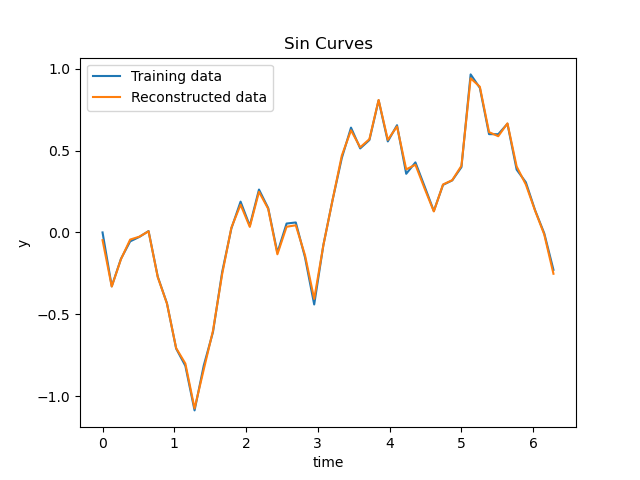 Sin Curves
Training data
Reconstructed data
1.0
0.5
0.0
−0.5
−1.0
y
0 1 2 3 4 5 6
time